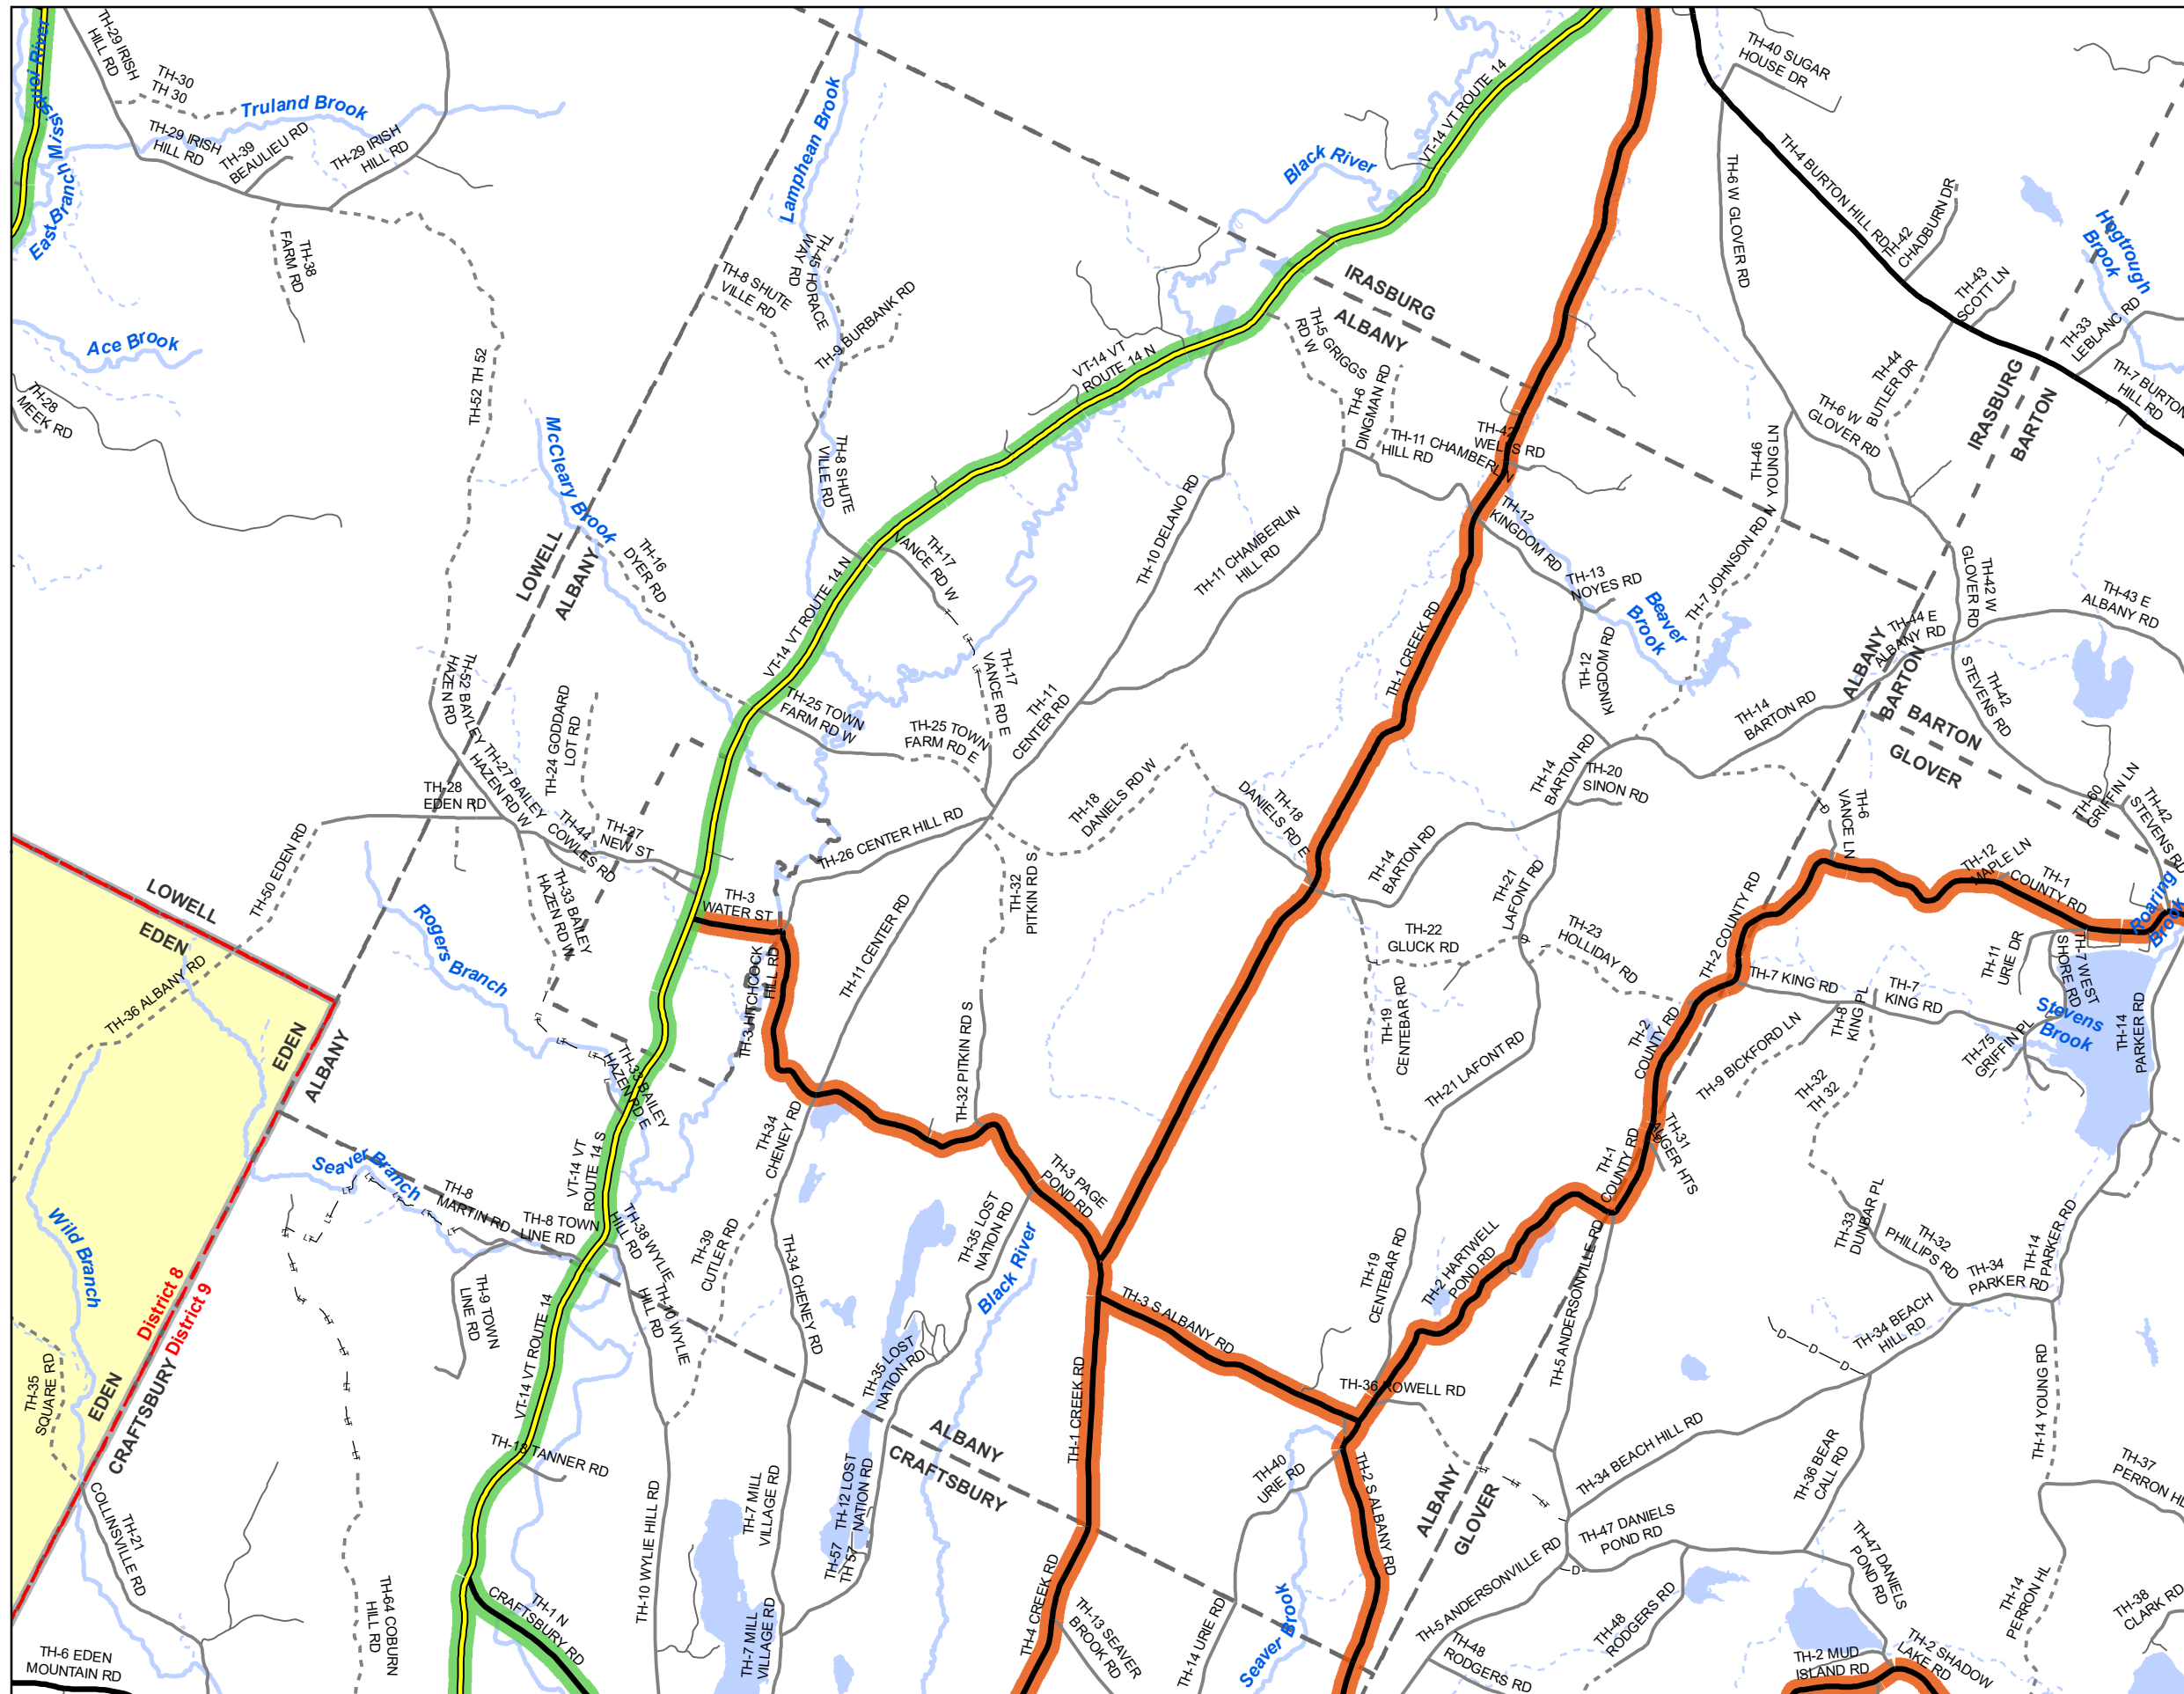 TH-29 IRISH
HILL RD
TH-30
TH 30
Truland Brook
TH-29 IRISH
HILL RD
TH-39
BEAULIEU RD
TH-29 IRISH
HILL RD
East Branch Missisquoi River
TH-38
FARM RD
Ace Brook
TH-28
MEEK RD
TH-52 TH 52
Lamphean Brook
TH-45 HORACE
WAY RD
TH-8 SHUTE
VILLE RD
TH-9 BURBANK RD
TH-8 SHUTE
VILLE RD
McCleary Brook
LOWELL
ALBANY
TH-16
DYER RD
VT-14 VT ROUTE 14
Black River
VT-14 VT
ROUTE 14 N
IRASBURG
ALBANY
TH-5 GRIGGS
RD W
TH-6
DINGMAN RD
TH-11 CHAMBERLIN
HILL RD
TH-42
WELLS RD
TH-40 SUGAR
HOUSE DR
TH-4 BURTON HILL RD
TH-6 W GLOVER RD
TH-42
CHADBURN DR
TH-43
SCOTT LN
Hogtrough
Brook
TH-33
LEBLANC RD
TH-7 BURTON
HILL RD
TH-44
BUTLER DR
TH-6 W
GLOVER RD
IRASBURG
BARTON
TH-46
N YOUNG LN
TH-7 JOHNSON RD
TH-12
KINGDOM RD
TH-13
NOYES RD
Beaver
Brook
TH-12
KINGDOM RD
TH-42 W
GLOVER RD
TH-43 E
ALBANY RD
TH-44 E
ALBANY RD
ALBANY
BARTON
TH-42
STEVENS RD
BARTON
GLOVER
TH-14
BARTON RD
TH-17
VANCE RD W
TH-10 DELANO RD
TH-11 CHAMBERLIN
HILL RD
VT-14 VT ROUTE 14 N
TH-17
VANCE RD E
TH-11
CENTER RD
TH-25 TOWN
FARM RD W
TH-25 TOWN
FARM RD E
TH-1 CREEK RD
TH-52 BAYLEY
HAZEN RD
TH-24 GODDARD
LOT RD
TH-27 BAILEY
HAZEN RD W
TH-28
EDEN RD
TH-44
COWLES RD
TH-27
NEW ST
TH-50 EDEN RD
TH-33 BAILEY
HAZEN RD W
TH-26 CENTER HILL RD
TH-18
DANIELS RD W
TH-18
DANIELS RD E
TH-14
BARTON RD
TH-14
BARTON RD
TH-20
SINON RD
TH-6
VANCE LN
TH-60
GRIFFIN LN
TH-42
STEVENS RD
TH-12
MAPLE LN
TH-1
COUNTY RD
Roaring
Brook
LOWELL
EDEN
TH-36 ALBANY RD
Rogers Branch
TH-3
WATER ST
TH-3 HITCHCOCK
HILL RD
TH-11 CENTER RD
TH-32
PITKIN RD S
TH-21
LAFONT RD
TH-22
GLUCK RD
TH-23
HOLLIDAY RD
TH-2 COUNTY RD
TH-7 KING RD
TH-7
KING RD
TH-8
KING PL
TH-11
URIE DR
TH-7 WEST
SHORE RD
Stevens
Brook
TH-14
PARKER RD
TH-75
GRIFFIN PL
TH-2
COUNTY RD
TH-9 BICKFORD LN
TH-32
TH 32
TH-19
CENTEBAR RD
TH-21 LAFONT RD
TH-32 PITKIN RD S
EDEN
ALBANY
TH-33 BAILEY
HAZEN RD E
TH-34
CHENEY RD
TH-3 PAGE
POND RD
Seaver Branch
VT-14 VT
ROUTE 14 S
TH-8
MARTIN RD
TH-8 TOWN
LINE RD
TH-38 WYLIE
HILL RD
TH-39
CUTLER RD
TH-34 CHENEY RD
TH-35 LOST
NATION RD
Black River
TH-31
AUGER HTS
TH-1
COUNTY RD
TH-33
DUNBAR PL
TH-32
PHILLIPS RD
TH-14
PARKER RD
TH-34
PARKER RD
TH-34 BEACH
HILL RD
Wild Branch
District 8
District 9
TH-9 TOWN
LINE RD
TH-10 WYLIE
HILL RD
TH-19
CENTEBAR RD
TH-2 HARTWELL
POND RD
TH-5 ANDERSONVILLE RD
TH-3 S ALBANY RD
TH-36 ROWELL RD
TH-35
SQUARE RD
EDEN
CRAFTSBURY
VT-14 VT ROUTE 14
TH-35 LOST
NATION RD
ALBANY
CRAFTSBURY
TH-1 CREEK RD
TH-18 TANNER RD
TH-21
COLLINSVILLE RD
TH-10 WYLIE HILL RD
TH-7 MILL
VILLAGE RD
TH-12 LOST
NATION RD
TH-57
TH 57
TH-40
URIE RD
TH-2 S ALBANY RD
ALBANY
GLOVER
TH-34 BEACH HILL RD
TH-36 BEAR
CALL RD
TH-14 YOUNG RD
TH-37
PERRON HL
TH-47 DANIELS
POND RD
TH-47 DANIELS
POND RD
TH-5 ANDERSONVILLE RD
TH-14
PERRON HL
TH-38
CLARK RD
TH-6 EDEN
MOUNTAIN RD
TH-64 COBURN
HILL RD
TH-1 N
CRAFTSBURY RD
TH-7 MILL
VILLAGE RD
TH-4 CREEK RD
TH-13 SEAVER
BROOK RD
TH-14 URIE RD
Seaver Brook
TH-48
RODGERS RD
TH-48
RODGERS RD
TH-2 MUD
ISLAND RD
TH-2 SHADOW
LAKE RD